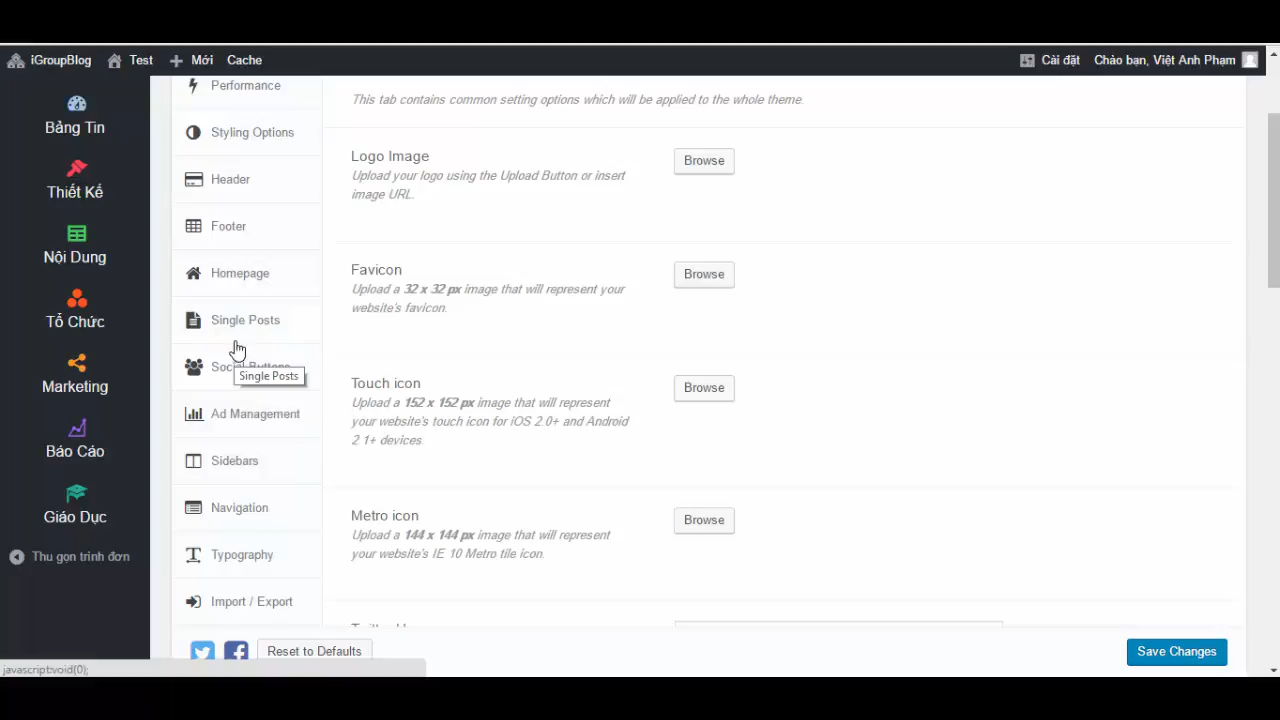 iGroupBlog Test Mới Cache Cài đặt Chào bạn, Việt Anh Phạm
Bảng Tin
Thiết Kế
Nội Dung
Tổ Chức
Marketing
Báo Cáo
Giáo Dục
Thu gọn trình đơn
Performance
Styling Options
Header
Footer
Homepage
Single Posts
Social Buttons
Single Posts
Ad Management
Sidebars
Navigation
Typography
Import / Export
This tab contains common setting options which will be applied to the whole theme.
Logo Image
Upload your logo using the Upload Button or insert
image URL.
Browse
Favicon
Upload a 32 x 32 px image that will represent your
website's favicon.
Browse
Touch icon
Upload a 152 x 152 px image that will represent
your website's touch icon for iOS 2.0+ and Android
2.1+ devices.
Browse
Metro icon
Upload a 144 x 144 px image that will represent
your website's IE 10 Metro tile icon.
Browse
Reset to Defaults
Save Changes
javascript:void(0);